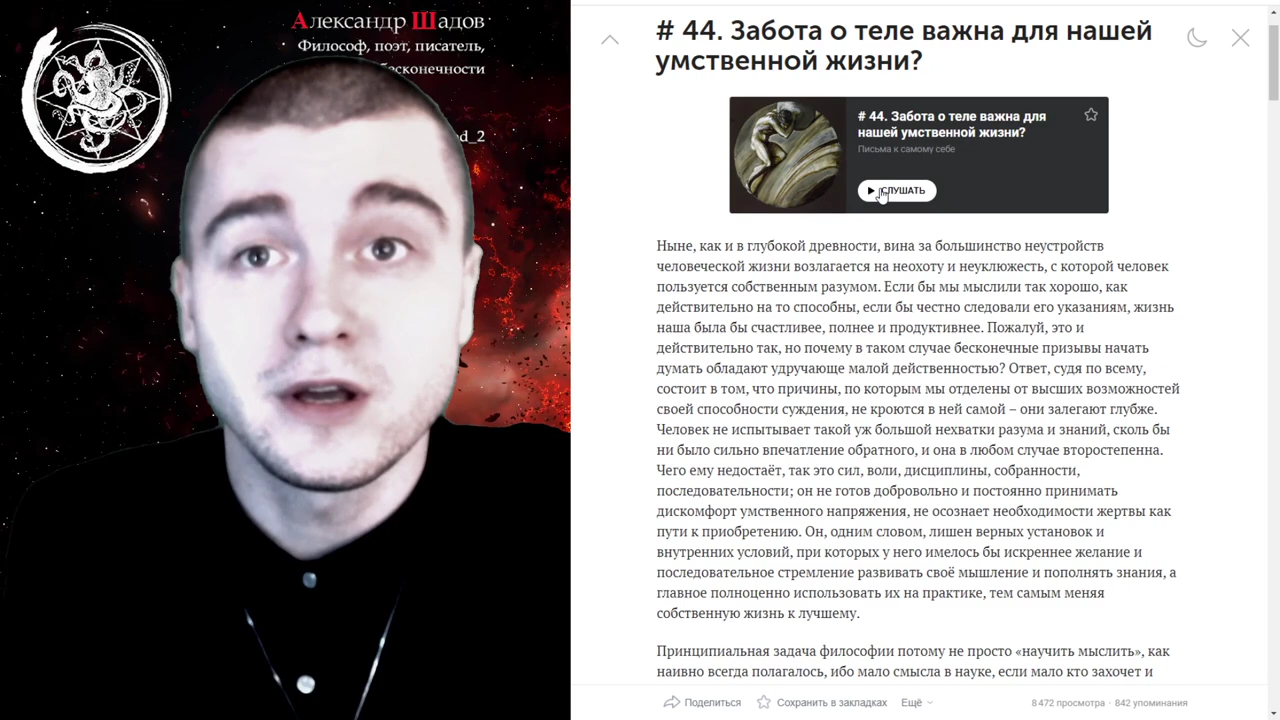 Александр Шадов
Философ, поэт, писатель,
бесконечности
d_2
# 44. Забота о теле важна для нашей
умственной жизни?
# 44. Забота о теле важна для
нашей умственной жизни?
Письма к самому себе
СЛУШАТЬ
Ныне, как и в глубокой древности, вина за большинство неустройств
человеческой жизни возлагается на неохоту и неуклюжесть, с которой человек
пользуется собственным разумом. Если бы мы мыслили так хорошо, как
действительно на то способны, если бы честно следовали его указаниям, жизнь
наша была бы счастливее, полнее и продуктивнее. Пожалуй, это и
действительно так, но почему в таком случае бесконечные призывы начать
думать обладают удручающе малой действенностью? Ответ, судя по всему,
состоит в том, что причины, по которым мы отделены от высших возможностей
своей способности суждения, не кроются в ней самой – они залегают глубже.
Человек не испытывает такой уж большой нехватки разума и знаний, сколь бы
ни было сильно впечатление обратного, и она в любом случае второстепенна.
Чего ему недостаёт, так это сил, воли, дисциплины, собранности,
последовательности; он не готов добровольно и постоянно принимать
дискомфорт умственного напряжения, не осознает необходимости жертвы как
пути к приобретению. Он, одним словом, лишен верных установок и
внутренних условий, при которых у него имелось бы искреннее желание и
последовательное стремление развивать своё мышление и пополнять знания, а
главное полноценно использовать их на практике, тем самым меняя
собственную жизнь к лучшему.
Принципиальная задача философии потому не просто «научить мыслить», как
наивно всегда полагалось, ибо мало смысла в науке, если мало кто захочет и
Поделиться Сохранить в закладках Ещё 8 472 просмотра · 842 упоминания